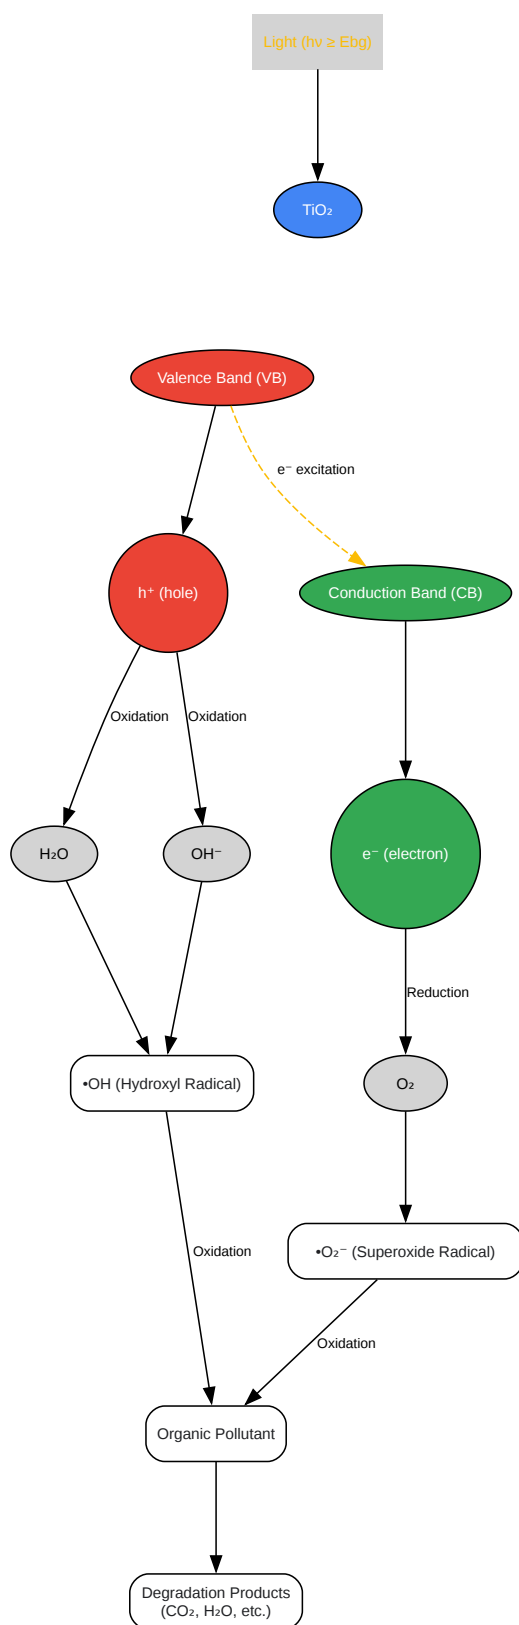 Light (hν ≥ Ebg)
TiO₂
Valence Band (VB)
e⁻ excitation
h⁺ (hole)
Conduction Band (CB)
Oxidation
Oxidation
H₂O
OH⁻
e⁻ (electron)
Reduction
•OH (Hydroxyl Radical)
O₂
Oxidation
•O₂⁻ (Superoxide Radical)
Oxidation
Organic Pollutant
Degradation Products
(CO₂, H₂O, etc.)